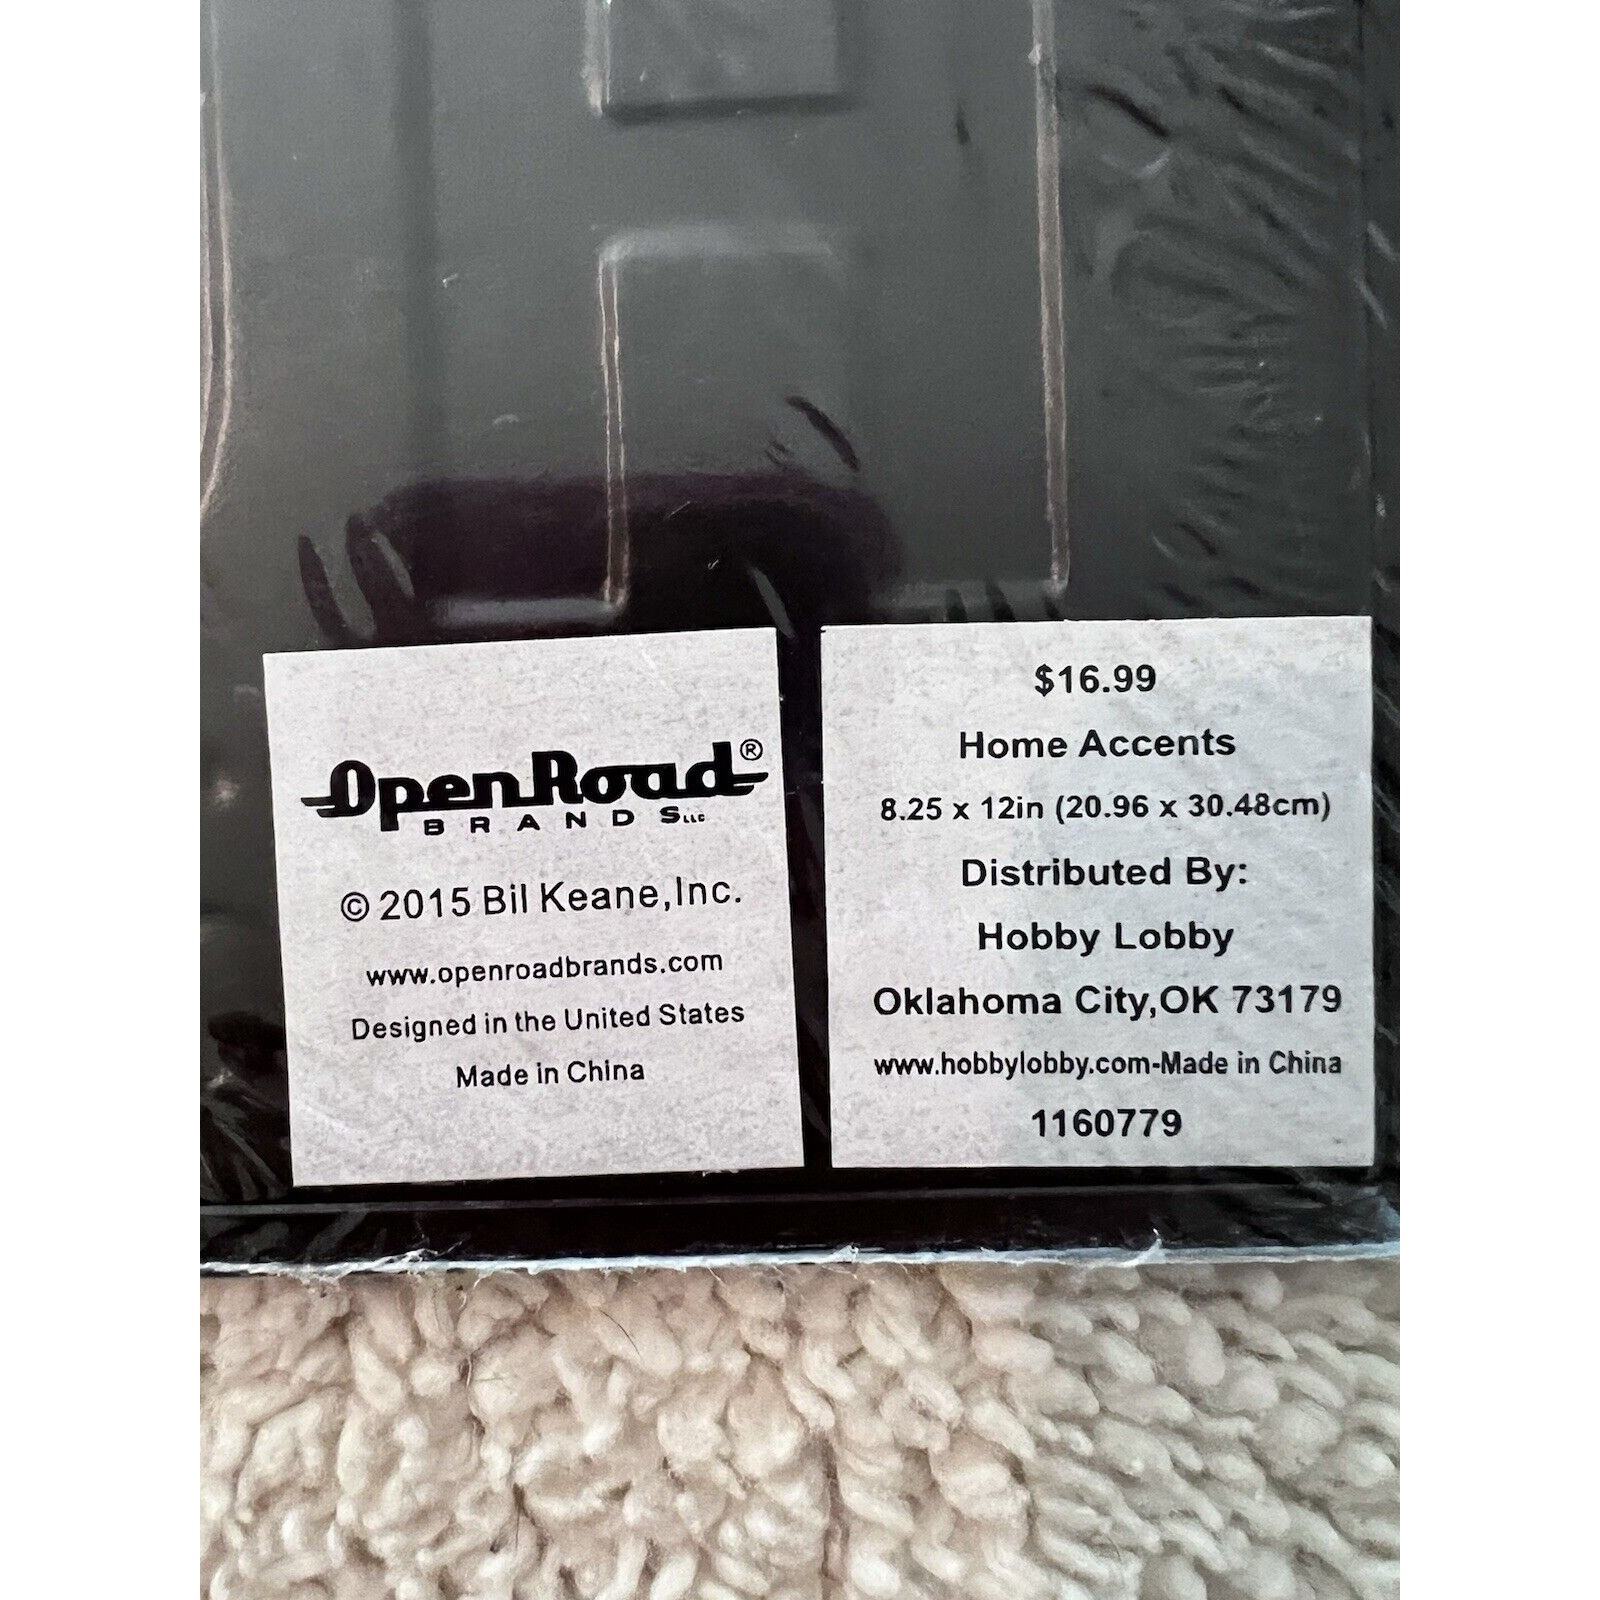 OpenRoad®
BRANDS LLC
© 2015 Bil Keane,Inc.
www.openroadbrands.com
Designed in the United States
Made in China
$16.99
Home Accents
8.25 x 12in (20.96 x 30.48cm)
Distributed By:
Hobby Lobby
Oklahoma City,OK 73179
www.hobbylobby.com-Made in China
1160779